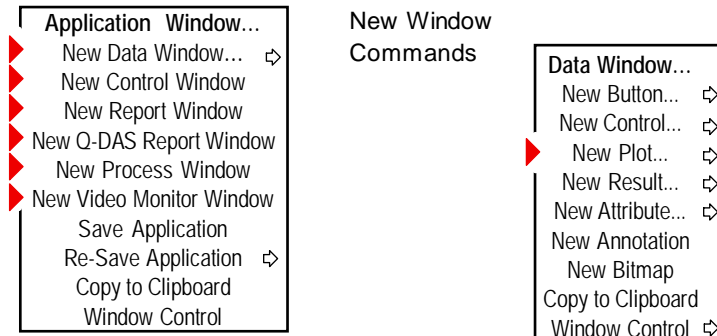 Application Window...
New Data Window...
New Control Window
New Report Window
New Q-DAS Report Window
New Process Window
New Video Monitor Window
Save Application
Re-Save Application
Copy to Clipboard
Window Control
New Window
Commands
Data Window...
New Button...
New Control...
New Plot...
New Result...
New Attribute...
New Annotation
New Bitmap
Copy to Clipboard
Window Control